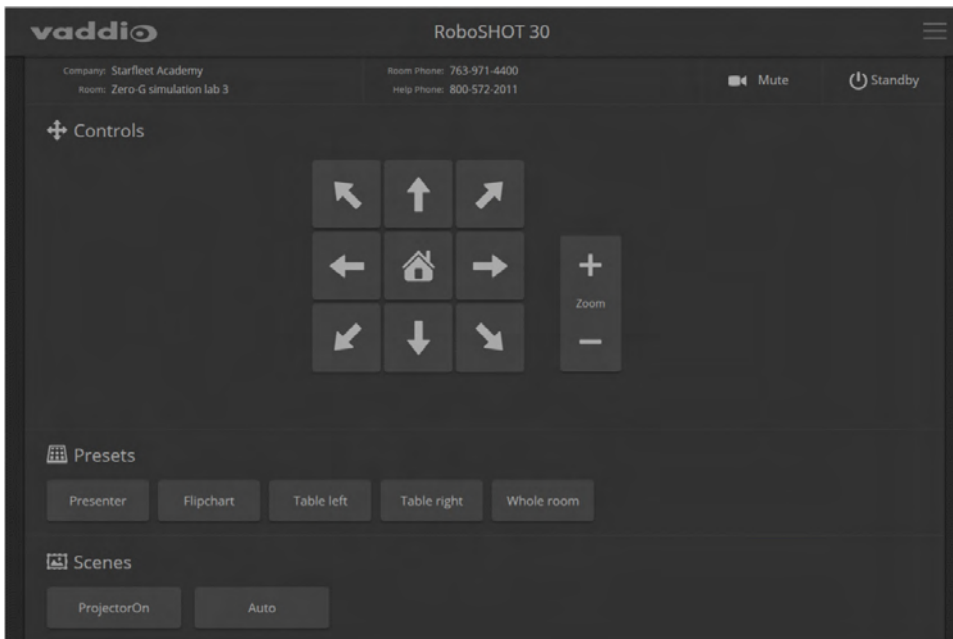 vaddio
RoboSHOT 30
Company: Starfleet Academy
Room: Zero-G simulation lab 3
Room Phone: 763-971-4400
Help Phone: 800-572-2011
Mute
Standby
Controls
Zoom
Presets
Presenter
Flipchart
Table left
Table right
Whole room
Scenes
ProjectorOn
Auto